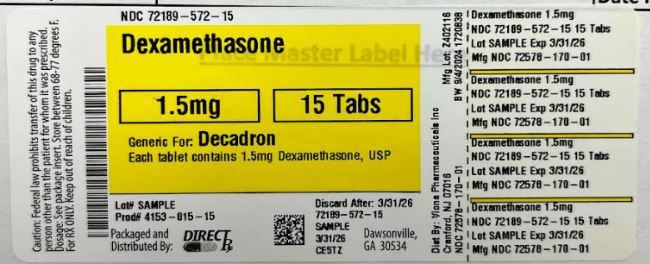 Date
NDC 72189-572-15
Dexamethasone
Place Master Label He
1.5mg
15 Tabs
Generic For: Decadron
Each tablet contains 1.5mg Dexamethasone, USP
Caution: Federal law prohibits transfer of this drug to any
person other than the patient for whom it was prescribed.
Dosage: See package insert. Store between 68-77 degrees F.
For RX ONLY. Keep out of reach of children.
Lot# SAMPLE
Prod# 4153-015-15
Packaged and
Distributed By:
DIRECT Rx
Discard After: 3/31/26
72189-572-15
SAMPLE
3/31/26
CE5TZ
Dawsonville,
GA 30534
Mfg Lot: Z402116
BW 9/4/2024 1720838
Dist By: Viona Pharmaceuticals Inc
Cranford, NJ 07016
NDC 72578-170-01
Dexamethasone 1.5mg
NDC 72189-572-15 15 Tabs
Lot SAMPLE Exp 3/31/26
Mfg NDC 72578-170-01
Dexamethasone 1.5mg
NDC 72189-572-15 15 Tabs
Lot SAMPLE Exp 3/31/26
Mfg NDC 72578-170-01
Dexamethasone 1.5mg
NDC 72189-572-15 15 Tabs
Lot SAMPLE Exp 3/31/26
Mfg NDC 72578-170-01
Dexamethasone 1.5mg
NDC 72189-572-15 15 Tabs
Lot SAMPLE Exp 3/31/26
Mfg NDC 72578-170-01